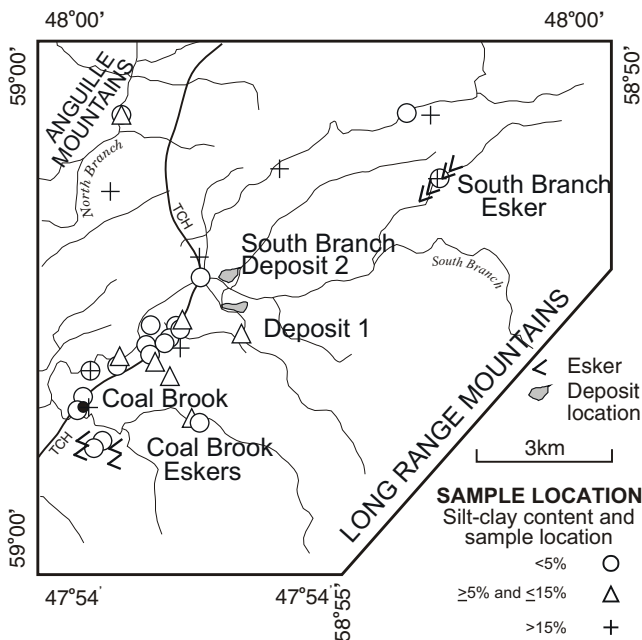 48°00'
48°00'
59°00'
58°50'
ANGUILLE
MOUNTAINS
North Branch
TCH
South Branch
Esker
South Branch
Deposit 2
South
Branch
Deposit 1
LONG RANGE MOUNTAINS
Coal Brook
Coal Brook
Eskers
TCH
Esker
Deposit
location
3km
SAMPLE LOCATION
Silt-clay content and
sample location
<5%
≥5% and ≤15%
>15%
59°00'
47°54'
47°54'
58°55'